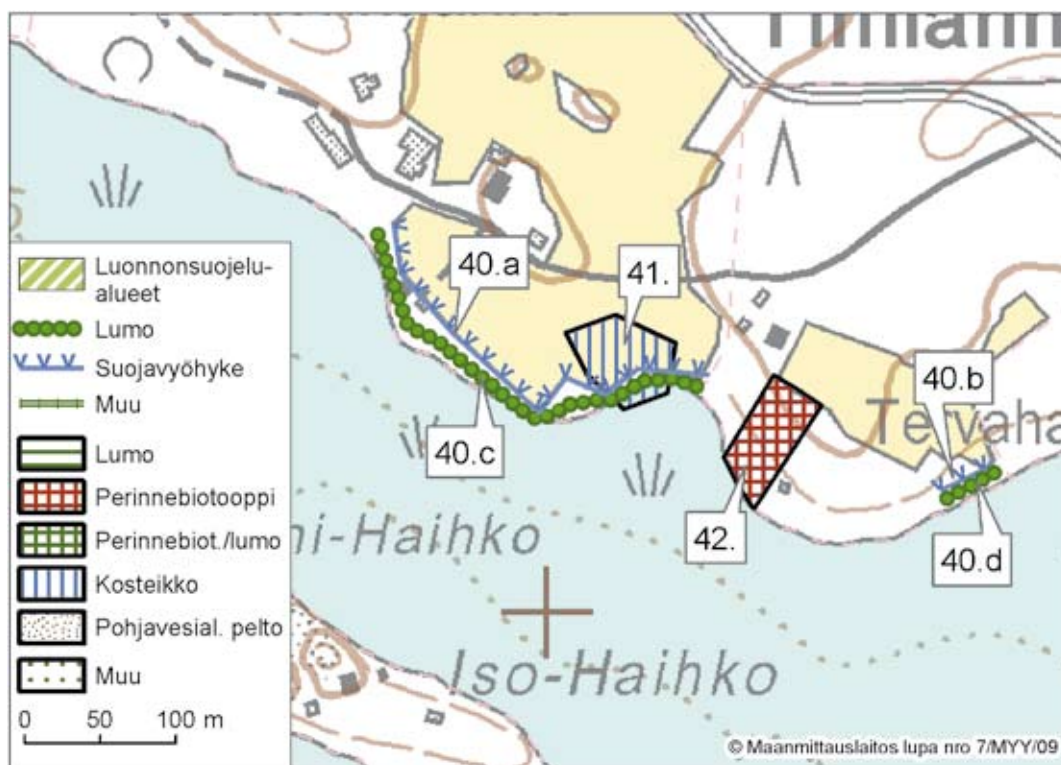 40.a
41.
40.b
40.c
42.
40.d
Iso-Haihko
Luonnonsuojelu-
alueet
Lumo
Suojavyöhyke
Muu
Lumo
Perinnebiotooppi
Perinnebiot./lumo
Kosteikko
Pohjavesial. pelto
Muu
0 50 100 m
© Maanmittauslaitos lupa nro 7/MYY/09